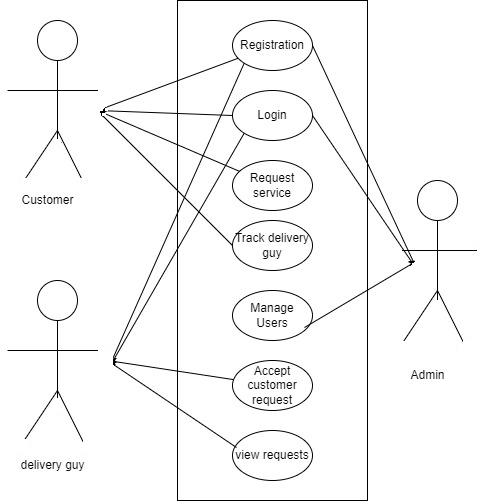 Registration
Login
Customer
Request
service
Track delivery
guy
Manage
Users
Admin
Accept
customer
request
view requests
delivery guy